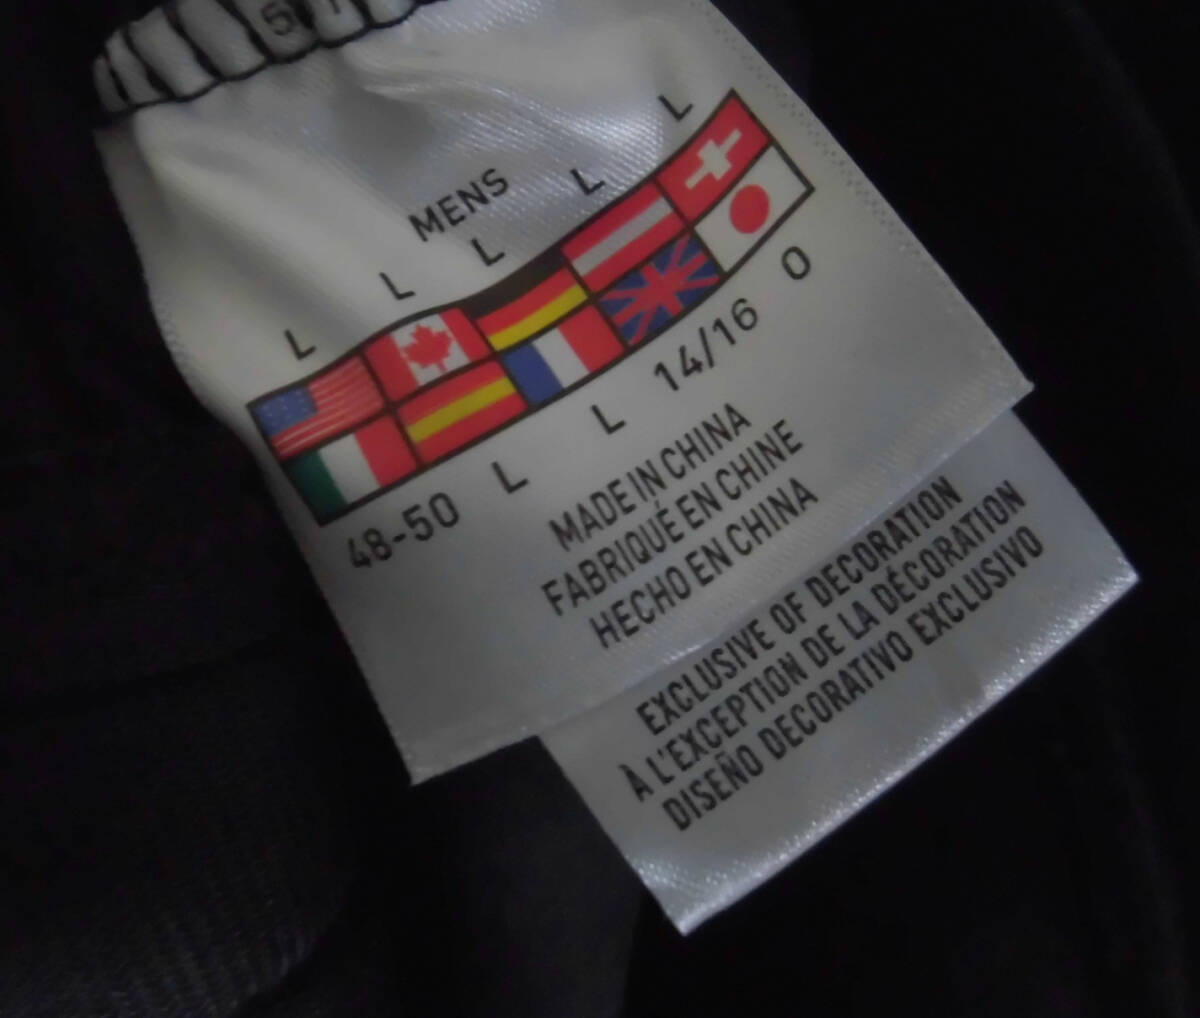 MENS
L L L L L
48-50 L L 14/16 O
MADE IN CHINA
FABRIQUÉ EN CHINE
HECHO EN CHINA
EXCLUSIVE OF DECORATION
À L'EXCEPTION DE LA DÉCORATION
DISEÑO DECORATIVO EXCLUSIVO